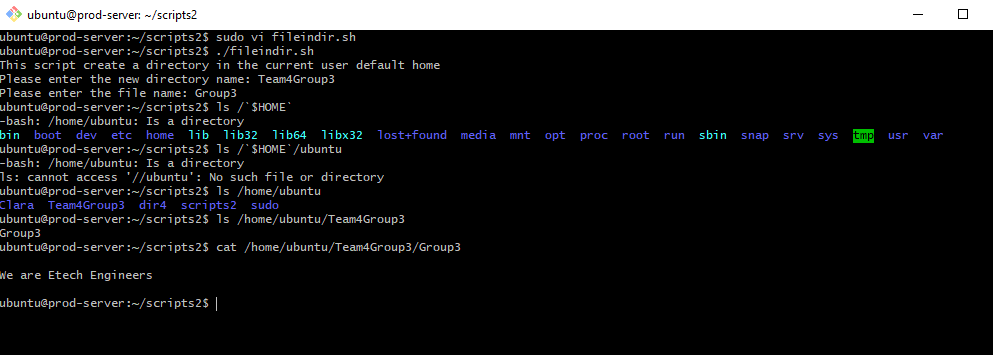 ubuntu@prod-server: ~/scripts2
ubuntu@prod-server:~/scripts2$ sudo vi fileindir.sh
ubuntu@prod-server:~/scripts2$ ./fileindir.sh
This script create a directory in the current user default home
Please enter the new directory name: Team4Group3
Please enter the file name: Group3
ubuntu@prod-server:~/scripts2$ ls /`$HOME`
-bash: /home/ubuntu: Is a directory
bin  boot  dev  etc  home  lib  lib32  lib64  libx32  lost+found  media  mnt  opt  proc  root  run  sbin  snap  srv  sys  tmp  usr  var
ubuntu@prod-server:~/scripts2$ ls /`$HOME`/ubuntu
-bash: /home/ubuntu: Is a directory
ls: cannot access '//ubuntu': No such file or directory
ubuntu@prod-server:~/scripts2$ ls /home/ubuntu
Clara  Team4Group3  dir4  scripts2  sudo
ubuntu@prod-server:~/scripts2$ ls /home/ubuntu/Team4Group3
Group3
ubuntu@prod-server:~/scripts2$ cat /home/ubuntu/Team4Group3/Group3
We are Etech Engineers
ubuntu@prod-server:~/scripts2$